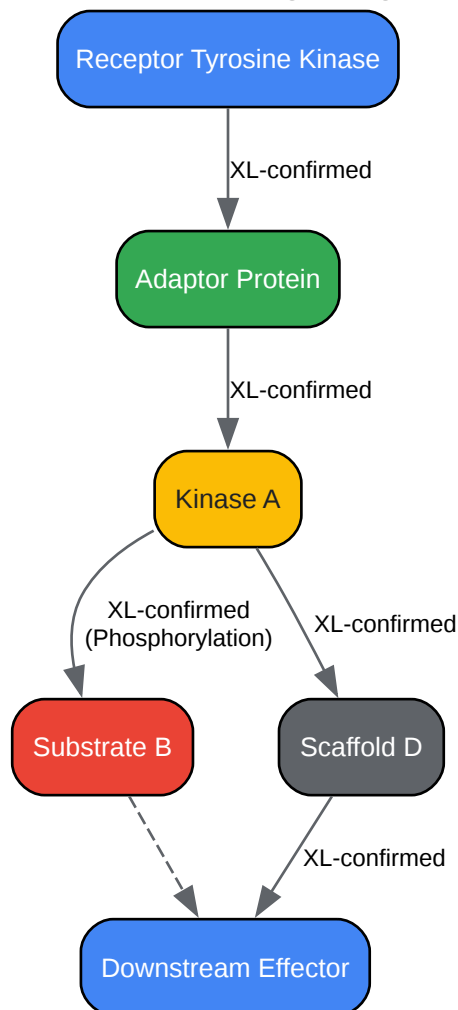 Receptor Tyrosine Kinase
XL-confirmed
Adaptor Protein
XL-confirmed
Kinase A
XL-confirmed
(Phosphorylation)
XL-confirmed
Substrate B
Scaffold D
XL-confirmed
Downstream Effector